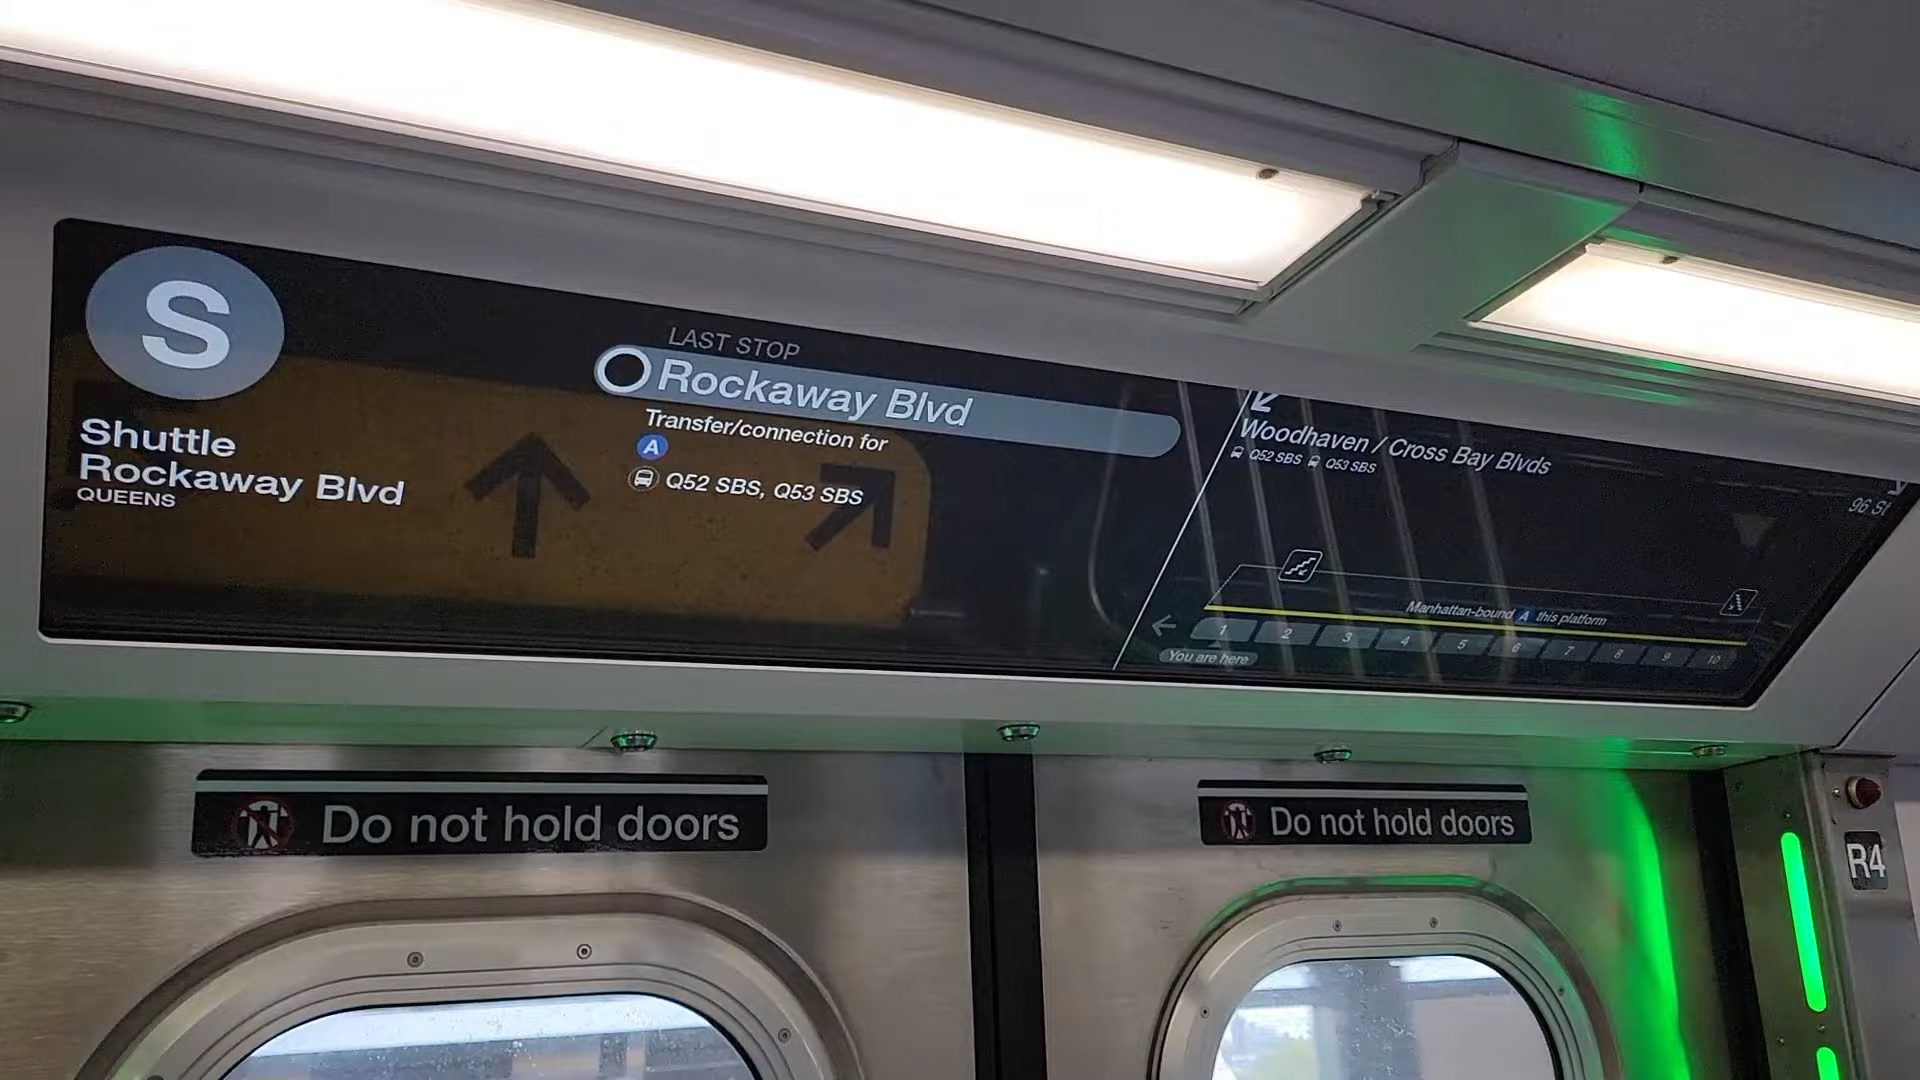 S
Shuttle
Rockaway Blvd
QUEENS
LAST STOP
Rockaway Blvd
Transfer/connection for
A
Q52 SBS, Q53 SBS
Woodhaven / Cross Bay Blvds
Q52 SBS Q53 SBS
96 St
Manhattan-bound A this platform
1 2 3 4 5 6 7 8 9 10
You are here
Do not hold doors
Do not hold doors
R4